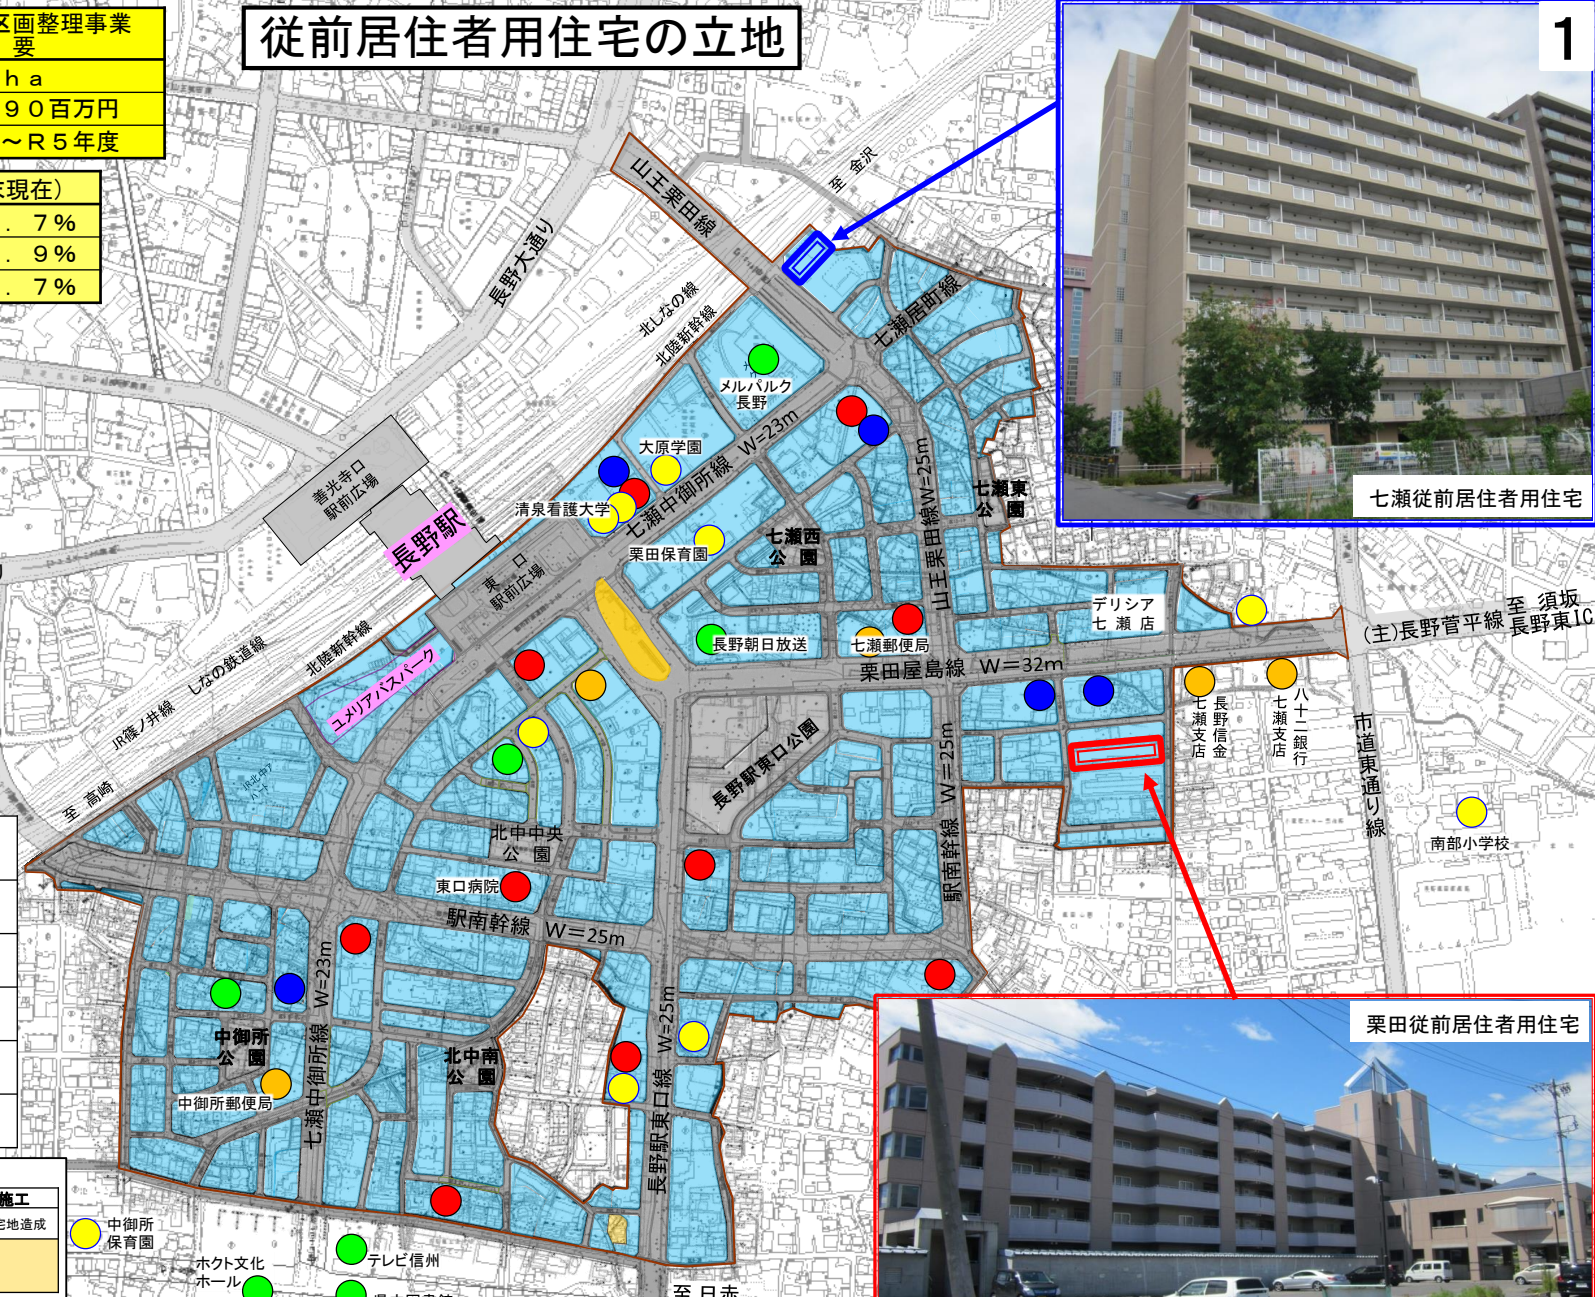 区画整理事業
要
ｈａ
９０百万円
～Ｒ５年度
末現在）
．７％
．９％
．７％
従前居住者用住宅の立地
1
七瀬従前居住者用住宅
山王栗田線
至 金沢
長野大通り
北しなの線
北陸新幹線
七瀬居町線
メルパルク
長野
大原学園
七瀬中御所線 W=23m
清泉看護大学
善光寺口
駅前広場
長野駅
東 口
駅前広場
栗田保育園
七瀬西
公 園
七瀬東
公 園
山王栗田線W=25m
デリシア
七 瀬 店
至 須坂
長野東IC
(主)長野菅平線
長野朝日放送
七瀬郵便局
栗田屋島線 W＝32m
しなの鉄道線
北陸新幹線
ユメリアバスパーク
JR篠ノ井線
至 高崎
長野駅東口公園
長野信金
七瀬支店
八十二銀行
七瀬支店
市道東通り線
南部小学校
JR北中ア
パート
北中中央
公 園
東口病院
駅南幹線 W＝25m
駅南幹線 W＝25m
中御所
公 園
中御所郵便局
七瀬中御所線 W=23m
北中南
公 園
長野駅東口線 W=25m
栗田従前居住者用住宅
施工
宅地造成
中御所
保育園
ホクト文化
ホール
テレビ信州
至 日赤